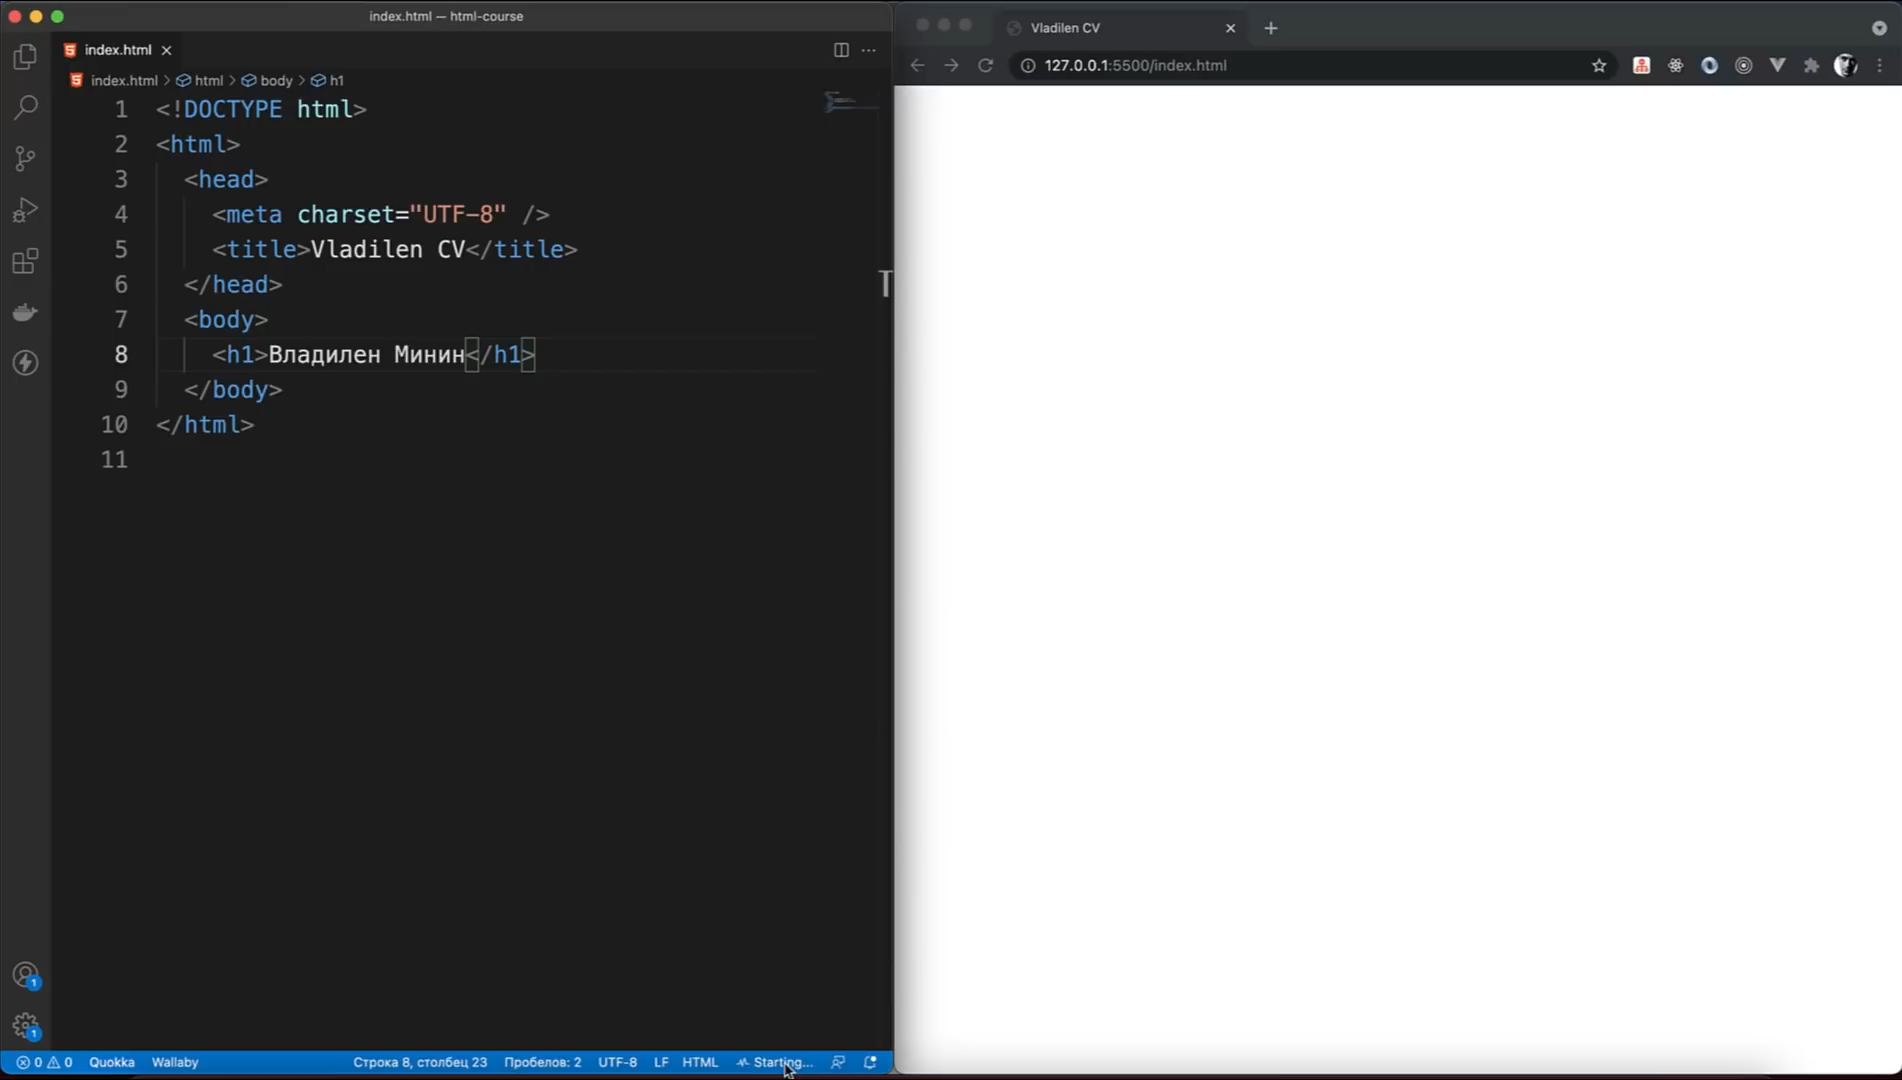 index.html — html-course
index.html
index.html > html > body > h1
1 <!DOCTYPE html>
2 <html>
3 <head>
4 <meta charset="UTF-8" />
5 <title>Vladilen CV</title>
6 </head>
7 <body>
8 <h1>Владилен Минин</h1>
9 </body>
10 </html>
11
1
1
0 0 Quokka Wallaby Строка 8, столбец 23 Пробелов: 2 UTF-8 LF HTML Starting...
Vladilen CV
127.0.0.1:5500/index.html